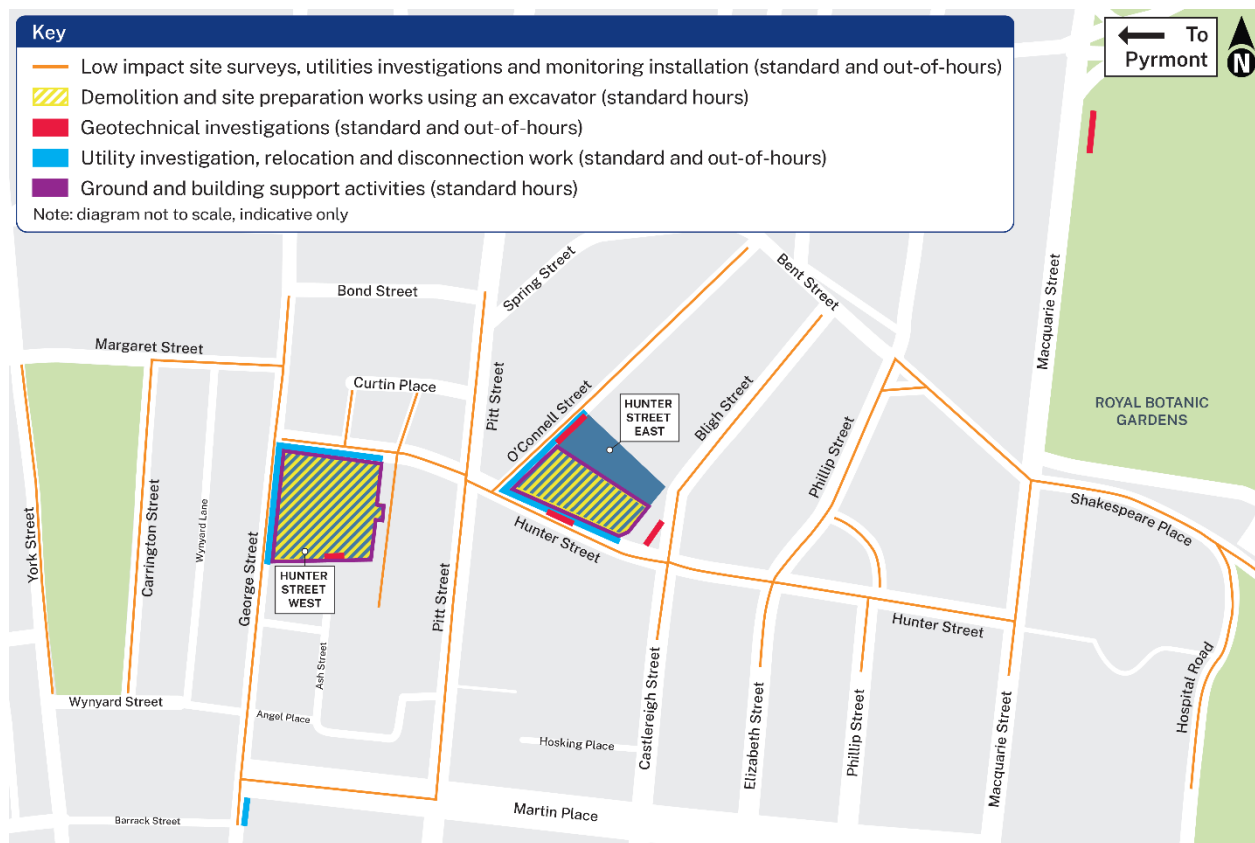 Key
Low impact site surveys, utilities investigations and monitoring installation (standard and out-of-hours)
Demolition and site preparation works using an excavator (standard hours)
Geotechnical investigations (standard and out-of-hours)
Utility investigation, relocation and disconnection work (standard and out-of-hours)
Ground and building support activities (standard hours)
Note: diagram not to scale, indicative only
To
Pyrmont
N
Spring Street
Bent Street
Macquarie Street
Bond Street
Margaret Street
Curtin Place
Pitt Street
O'Connell Street
HUNTER
STREET
EAST
Bligh Street
ROYAL BOTANIC
GARDENS
Phillip Street
Shakespeare Place
York Street
Carrington Street
Wynyard Lane
George Street
HUNTER
STREET
WEST
Pitt Street
Hunter Street
Hunter Street
Ash Street
Wynyard Street
Angel Place
Hosking Place
Castlereigh Street
Elizabeth Street
Phillip Street
Macquarie Street
Hospital Road
Barrack Street
Martin Place